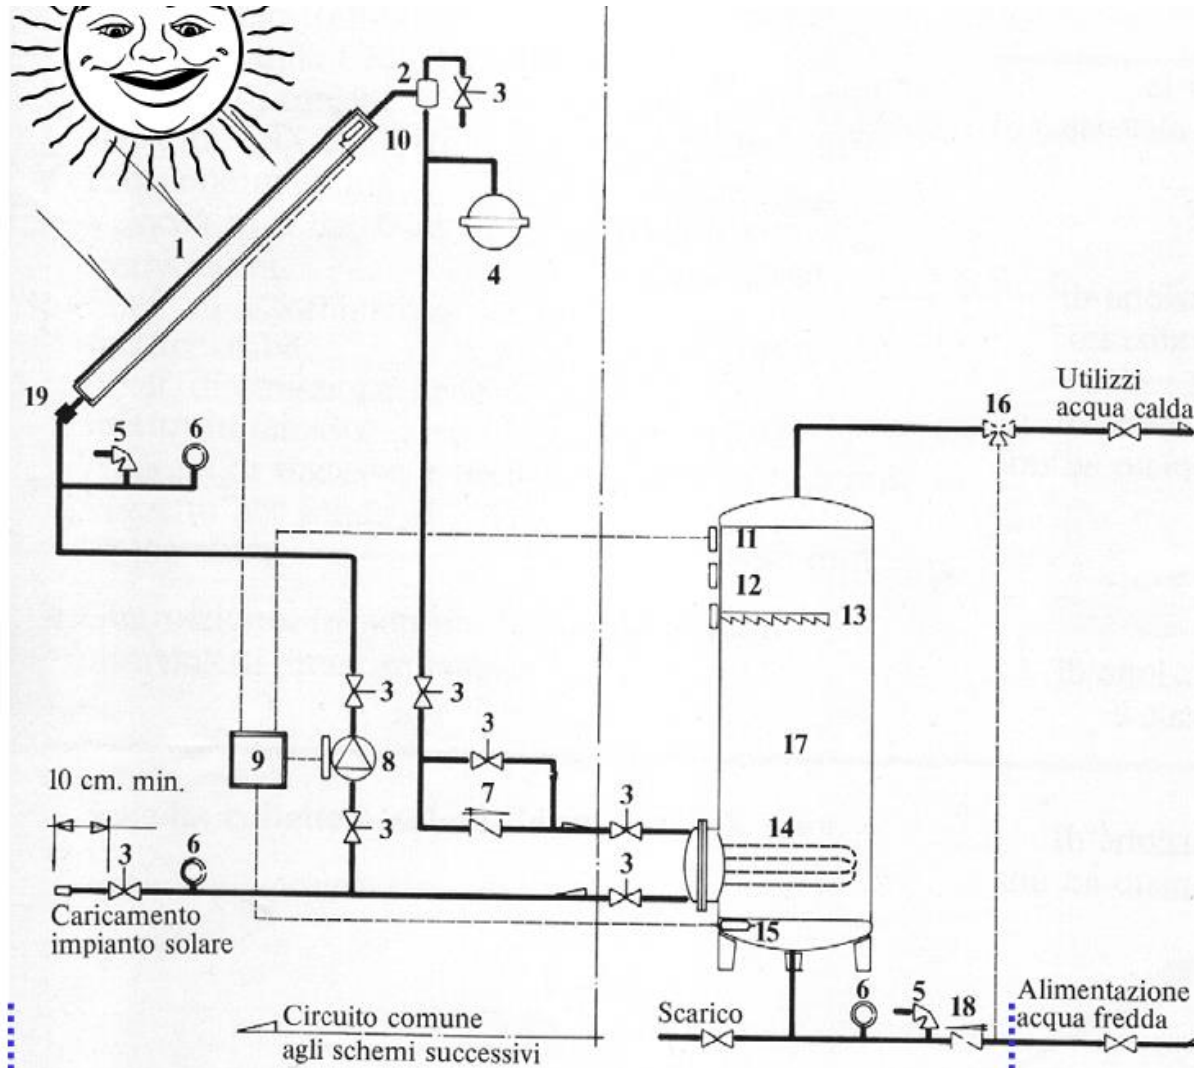 2
3
10
1
4
19
5
6
16
Utilizzi
acqua calda
11
12
13
3
3
3
9
8
17
10 cm. min.
7
3
14
3
6
3
3
Caricamento
impianto solare
15
Circuito comune
agli schemi successivi
Scarico
6
5
18
Alimentazione
acqua fredda